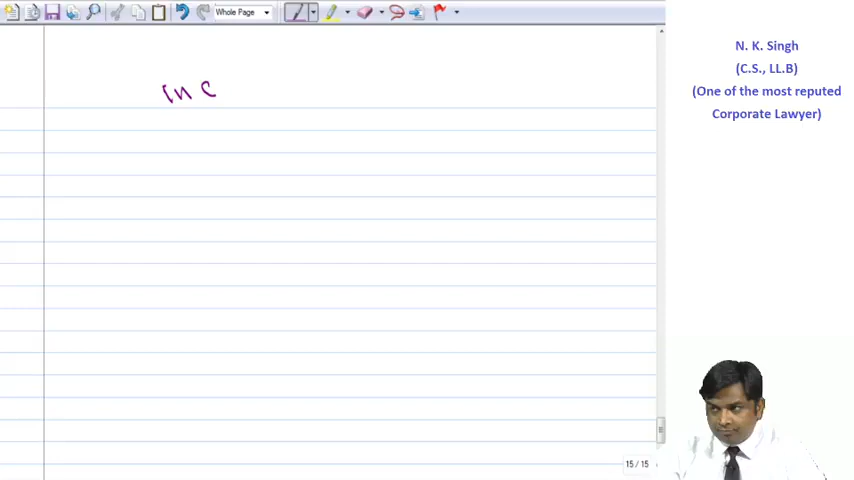 Whole Page
N. K. Singh
(C.S., LL.B)
(One of the most reputed
Corporate Lawyer)
Inc
15 / 15